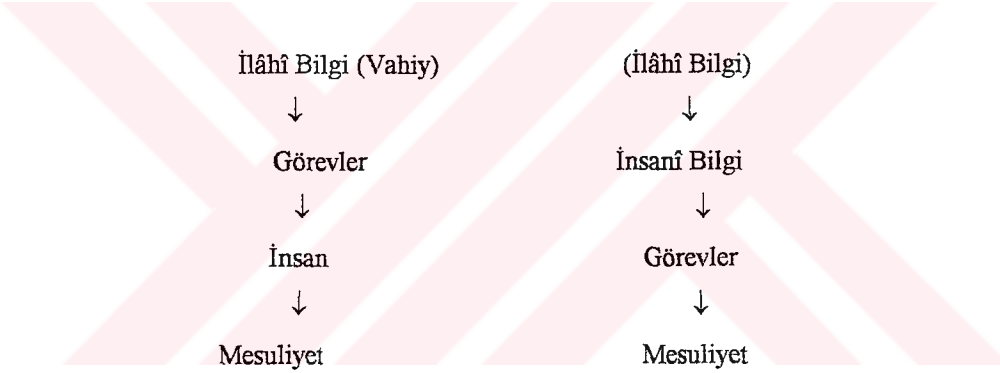 İlâhî Bilgi (Vahiy) (İlâhî Bilgi)
↓ ↓
Görevler İnsanî Bilgi
↓ ↓
İnsan Görevler
↓ ↓
Mesuliyet Mesuliyet